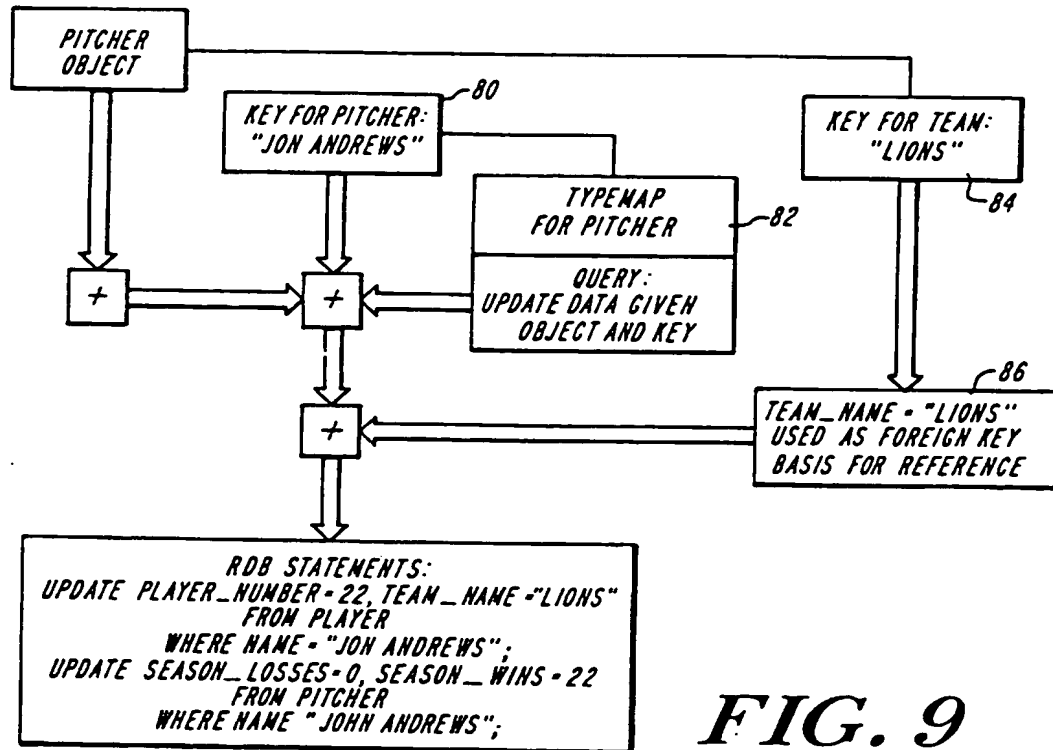 PITCHER
OBJECT
80
KEY FOR PITCHER:
"JON ANDREWS"
KEY FOR TEAM:
"LIONS"
84
TYPEMAP
FOR PITCHER
82
QUERY:
UPDATE DATA GIVEN
OBJECT AND KEY
+
+
86
TEAM_NAME = "LIONS"
USED AS FOREIGN KEY
BASIS FOR REFERENCE
+
RDB STATEMENTS:
UPDATE PLAYER_NUMBER=22, TEAM_NAME="LIONS"
FROM PLAYER
WHERE NAME = "JON ANDREWS";
UPDATE SEASON_LOSSES=0, SEASON_WINS=22
FROM PITCHER
WHERE NAME "JOHN ANDREWS";
FIG. 9